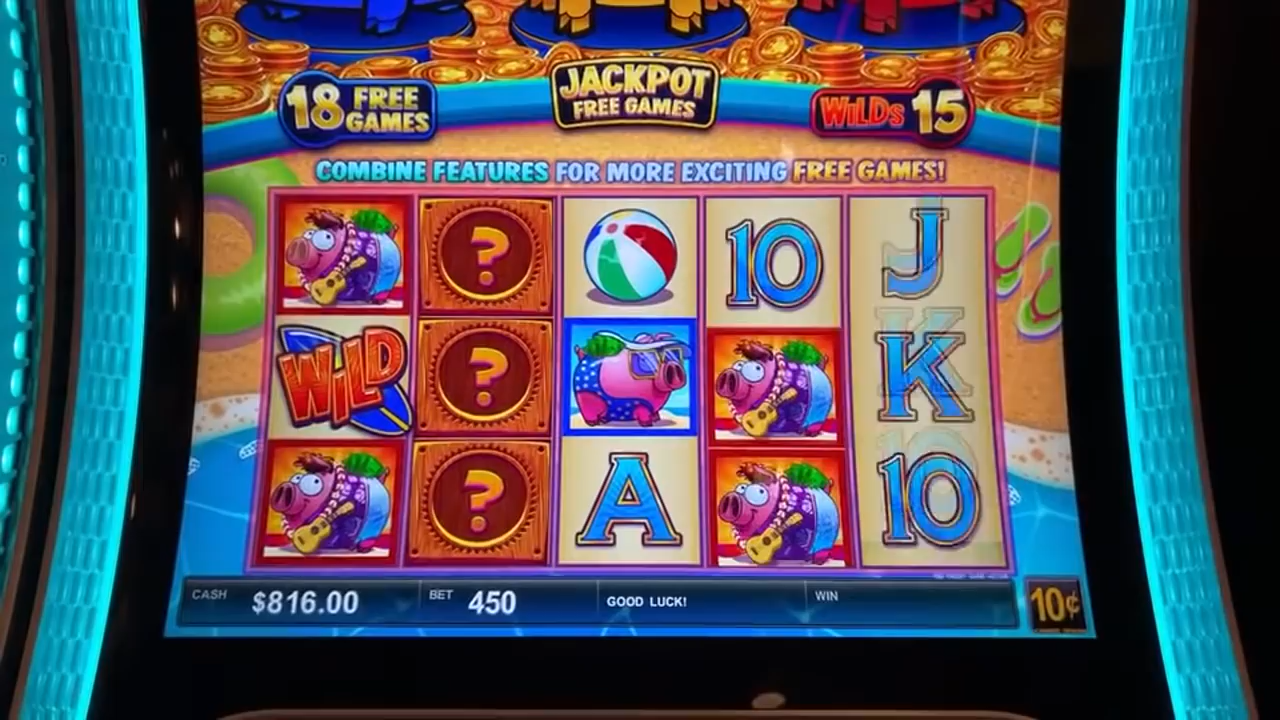 18 FREE GAMES
JACKPOT
FREE GAMES
WILDS 15
COMBINE FEATURES FOR MORE EXCITING FREE GAMES!
? 10 J
WILD ? K
? A 10
CASH $816.00 BET 450 GOOD LUCK! WIN 10¢